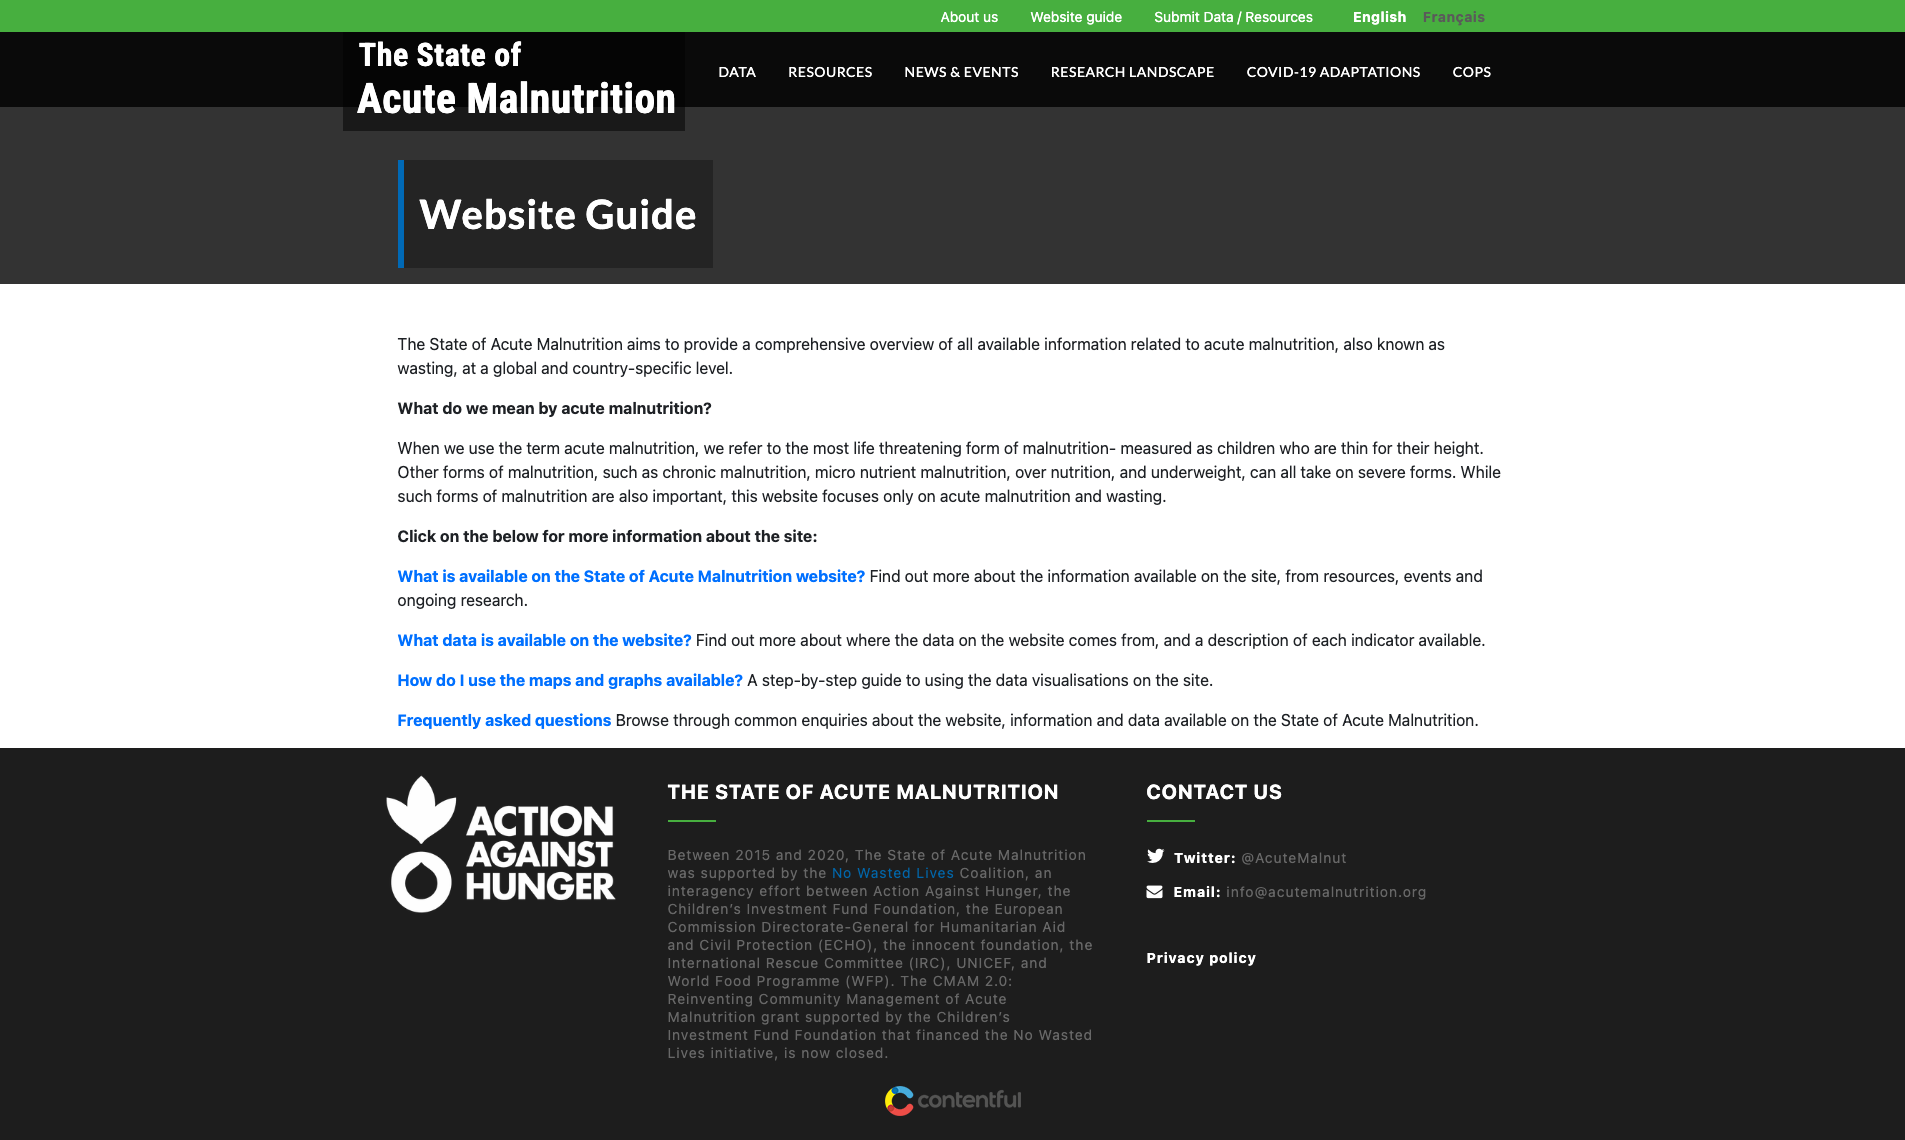 About us
Website guide
Submit Data / Resources
English
Français
The State of
Acute Malnutrition
DATA
RESOURCES
NEWS & EVENTS
RESEARCH LANDSCAPE
COVID-19 ADAPTATIONS
COPS
Website Guide
The State of Acute Malnutrition aims to provide a comprehensive overview of all available information related to acute malnutrition, also known as
wasting, at a global and country-specific level.
What do we mean by acute malnutrition?
When we use the term acute malnutrition, we refer to the most life threatening form of malnutrition- measured as children who are thin for their height.
Other forms of malnutrition, such as chronic malnutrition, micro nutrient malnutrition, over nutrition, and underweight, can all take on severe forms. While
such forms of malnutrition are also important, this website focuses only on acute malnutrition and wasting.
Click on the below for more information about the site:
What is available on the State of Acute Malnutrition website? Find out more about the information available on the site, from resources, events and
ongoing research.
What data is available on the website? Find out more about where the data on the website comes from, and a description of each indicator available.
How do I use the maps and graphs available? A step-by-step guide to using the data visualisations on the site.
Frequently asked questions Browse through common enquiries about the website, information and data available on the State of Acute Malnutrition.
ACTION
AGAINST
HUNGER
THE STATE OF ACUTE MALNUTRITION
Between 2015 and 2020, The State of Acute Malnutrition
was supported by the No Wasted Lives Coalition, an
interagency effort between Action Against Hunger, the
Children's Investment Fund Foundation, the European
Commission Directorate-General for Humanitarian Aid
and Civil Protection (ECHO), the innocent foundation, the
International Rescue Committee (IRC), UNICEF, and
World Food Programme (WFP). The CMAM 2.0:
Reinventing Community Management of Acute
Malnutrition grant supported by the Children's
Investment Fund Foundation that financed the No Wasted
Lives initiative, is now closed.
CONTACT US
Twitter: @AcuteMalnut
Email: info@acutemalnutrition.org
Privacy policy
contentful